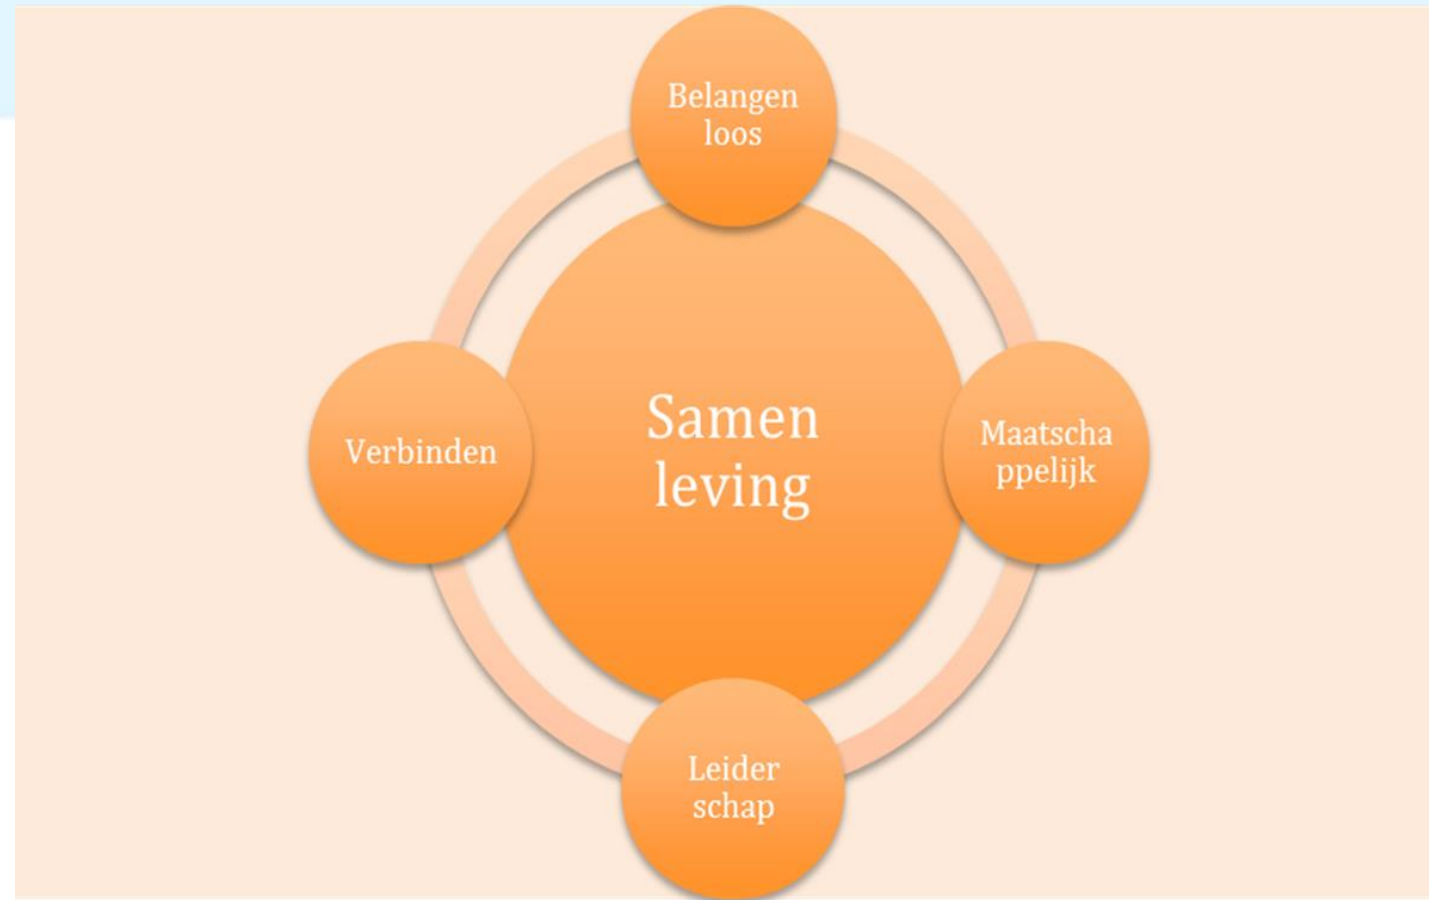 Belangen
loos
Samen
leving
Verbinden
Maatscha
ppelijk
Leider
schap